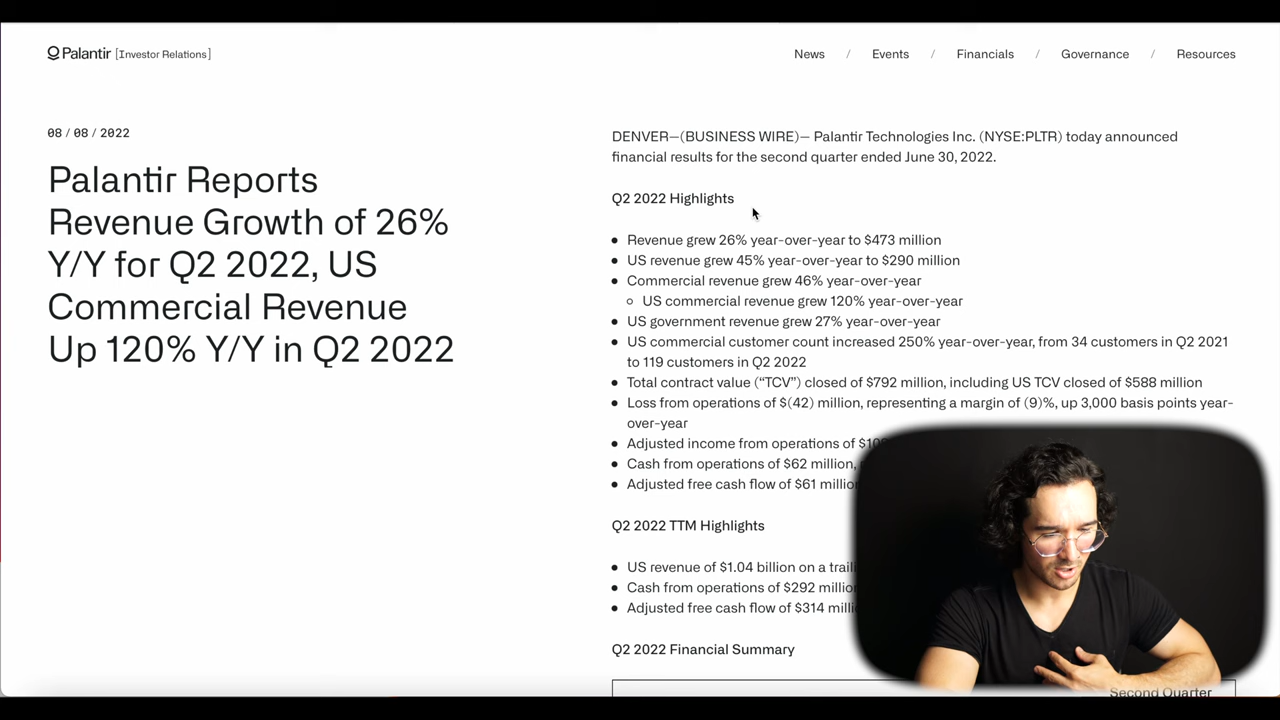 Palantir [Investor Relations]
News / Events / Financials / Governance / Resources
08 / 08 / 2022
Palantir Reports
Revenue Growth of 26%
Y/Y for Q2 2022, US
Commercial Revenue
Up 120% Y/Y in Q2 2022
DENVER—(BUSINESS WIRE)— Palantir Technologies Inc. (NYSE:PLTR) today announced
financial results for the second quarter ended June 30, 2022.
Q2 2022 Highlights
● Revenue grew 26% year-over-year to $473 million
● US revenue grew 45% year-over-year to $290 million
● Commercial revenue grew 46% year-over-year
○ US commercial revenue grew 120% year-over-year
● US government revenue grew 27% year-over-year
● US commercial customer count increased 250% year-over-year, from 34 customers in Q2 2021
to 119 customers in Q2 2022
● Total contract value (“TCV”) closed of $792 million, including US TCV closed of $588 million
● Loss from operations of $(42) million, representing a margin of (9)%, up 3,000 basis points year-
over-year
● Adjusted income from operations of
● Cash from operations of $62 million,
● Adjusted free cash flow of $61 million
Q2 2022 TTM Highlights
● US revenue of $1.04 billion on a
● Cash from operations of $292 million
● Adjusted free cash flow of $314
Q2 2022 Financial Summary
Second Quarter